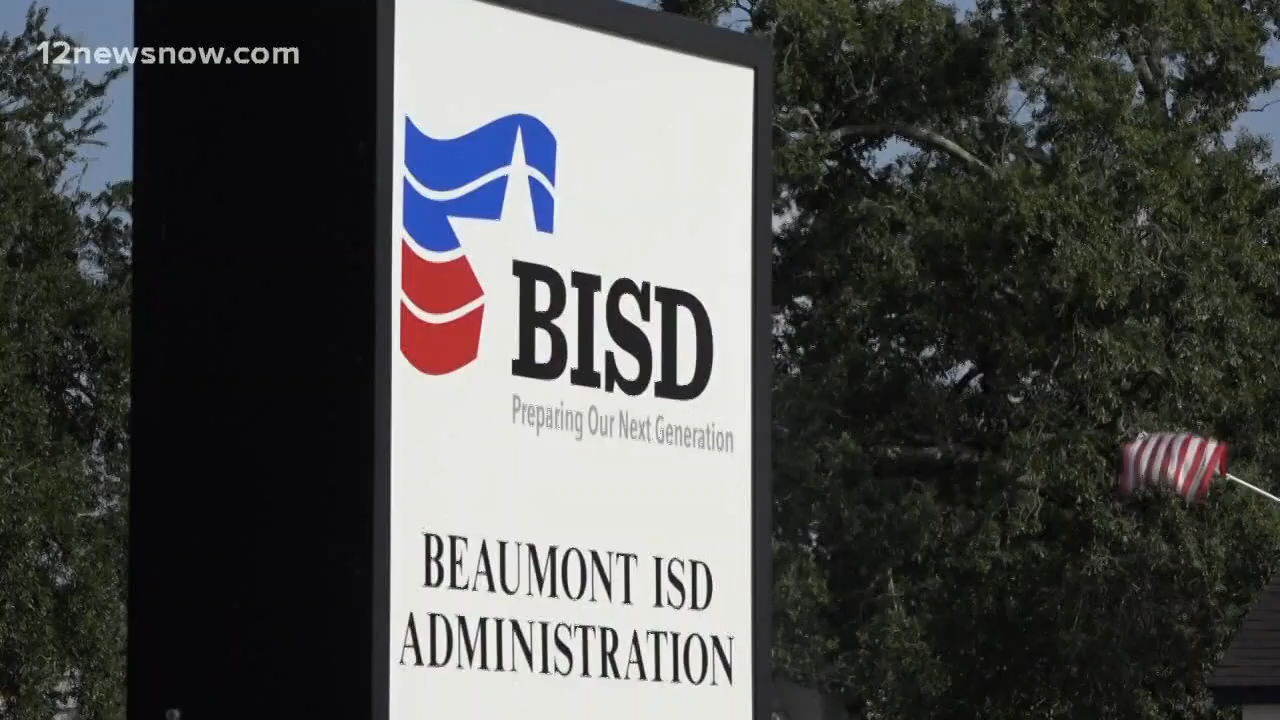 12newsnow.com
BISD
Preparing Our Next Generation
BEAUMONT ISD
ADMINISTRATION